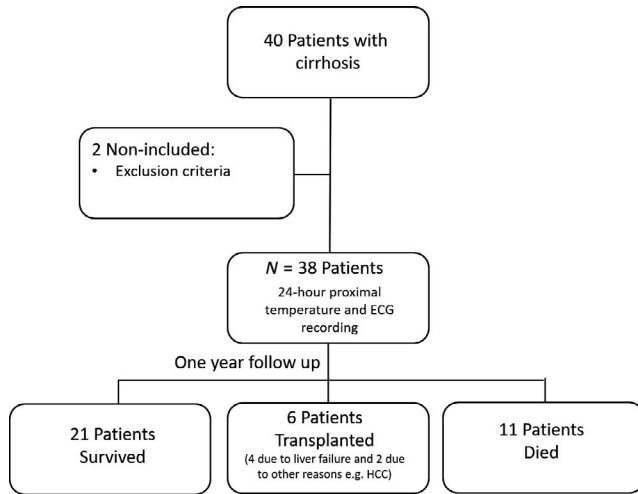 40 Patients with
cirrhosis
2 Non-included:
• Exclusion criteria
N = 38 Patients
24-hour proximal
temperature and ECG
recording
One year follow up
21 Patients
Survived
6 Patients
Transplanted
(4 due to liver failure and 2 due
to other reasons e.g. HCC)
11 Patients
Died